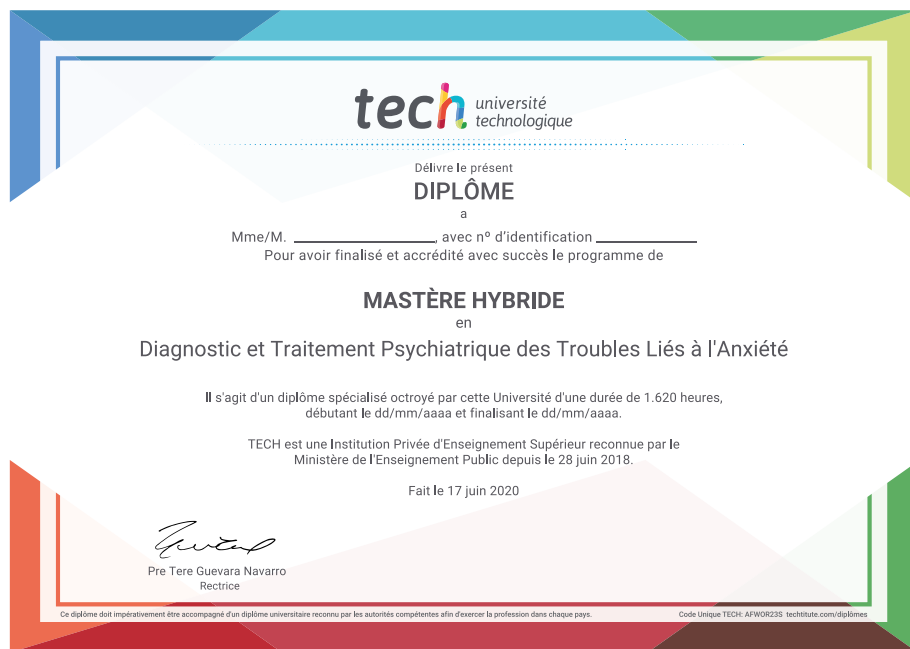 tech université
technologique
Délivre le présent
DIPLÔME
a
Mme/M. ____________, avec nº d'identification ____________
Pour avoir finalisé et accrédité avec succès le programme de
MASTÈRE HYBRIDE
en
Diagnostic et Traitement Psychiatrique des Troubles Liés à l'Anxiété
Il s'agit d'un diplôme spécialisé octroyé par cette Université d'une durée de 1.620 heures,
débutant le dd/mm/aaaa et finalisant le dd/mm/aaaa.
TECH est une Institution Privée d'Enseignement Supérieur reconnue par le
Ministère de l'Enseignement Public depuis le 28 juin 2018.
Fait le 17 juin 2020
Pre Tere Guevara Navarro
Rectrice
Ce diplôme doit impérativement être accompagné d'un diplôme universitaire reconnu par les autorités compétentes afin d'exercer la profession dans chaque pays.
Code Unique TECH: AFWOR23S techtitute.com/diplômes